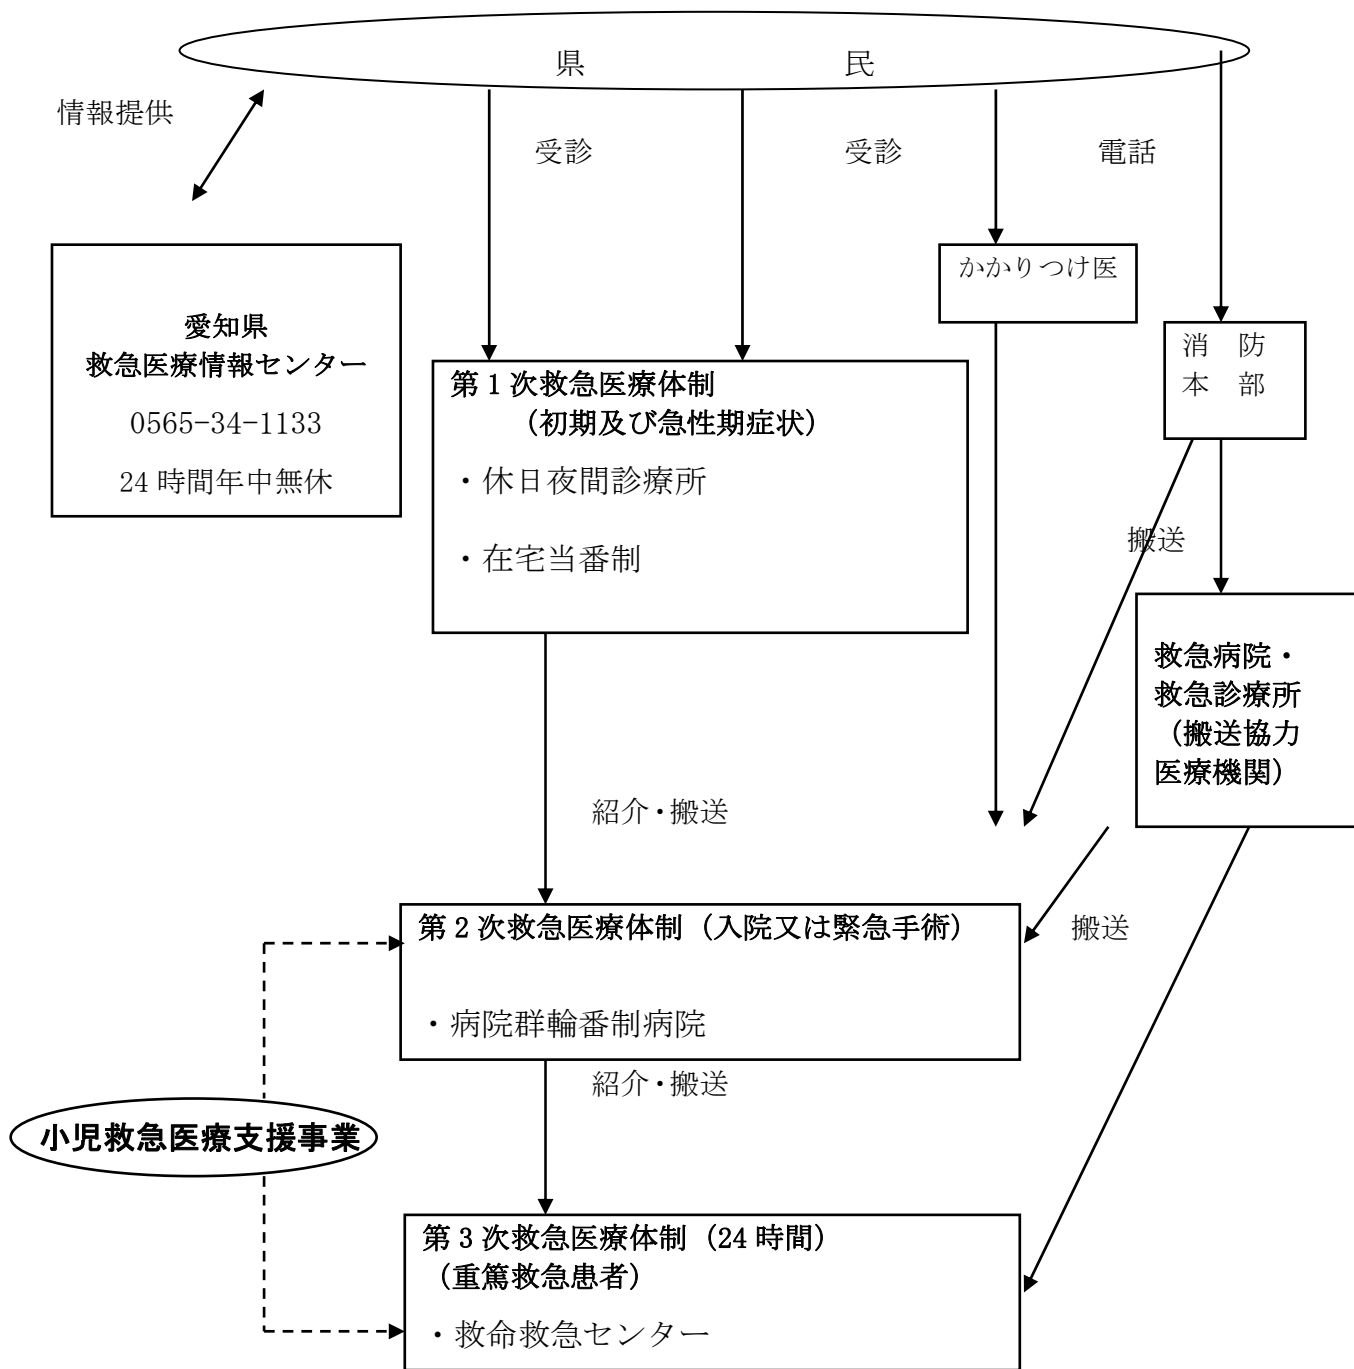 県　民
情報提供
受診
受診
電話
かかりつけ医
愛知県
救急医療情報センター
0565-34-1133
24時間年中無休
消　防
本　部
第1次救急医療体制
（初期及び急性期症状）
・休日夜間診療所
・在宅当番制
搬送
救急病院・
救急診療所
（搬送協力
医療機関）
紹介・搬送
第2次救急医療体制（入院又は緊急手術）
搬送
・病院群輪番制病院
紹介・搬送
小児救急医療支援事業
第3次救急医療体制（24時間）
（重篤救急患者）
・救命救急センター